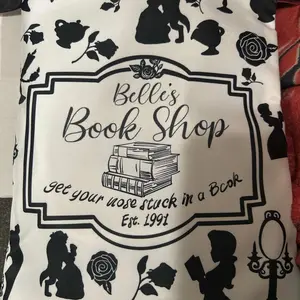 Belle's
Book Shop
get your nose stuck in a Book
Est. 1991